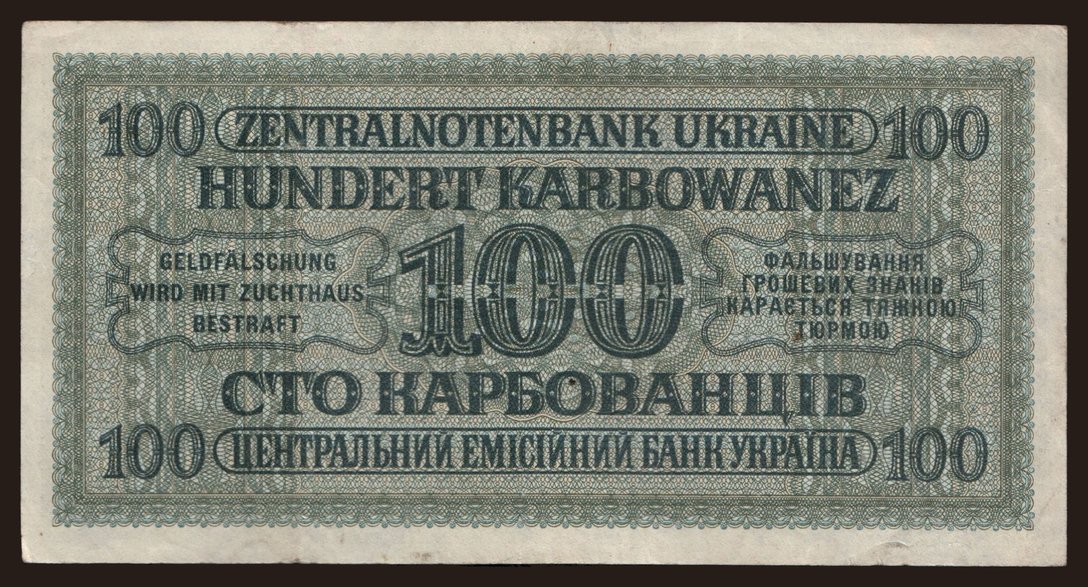 100 ZENTRALNOTENBANK UKRAINE 100
HUNDERT KARBOWANEZ
GELDFÄLSCHUNG
WIRD MIT ZUCHTHAUS
BESTRAFT
100
ФАЛЬШУВАННЯ
ГРОШЕВИХ ЗНАКІВ
КАРАЄТЬСЯ ТЯЖНОЮ
ТЮРМОЮ
СТО КАРБОВАНЦІВ
100 ЦЕНТРАЛЬНИЙ ЕМІСІЙНИЙ БАНК УКРАЇНА 100